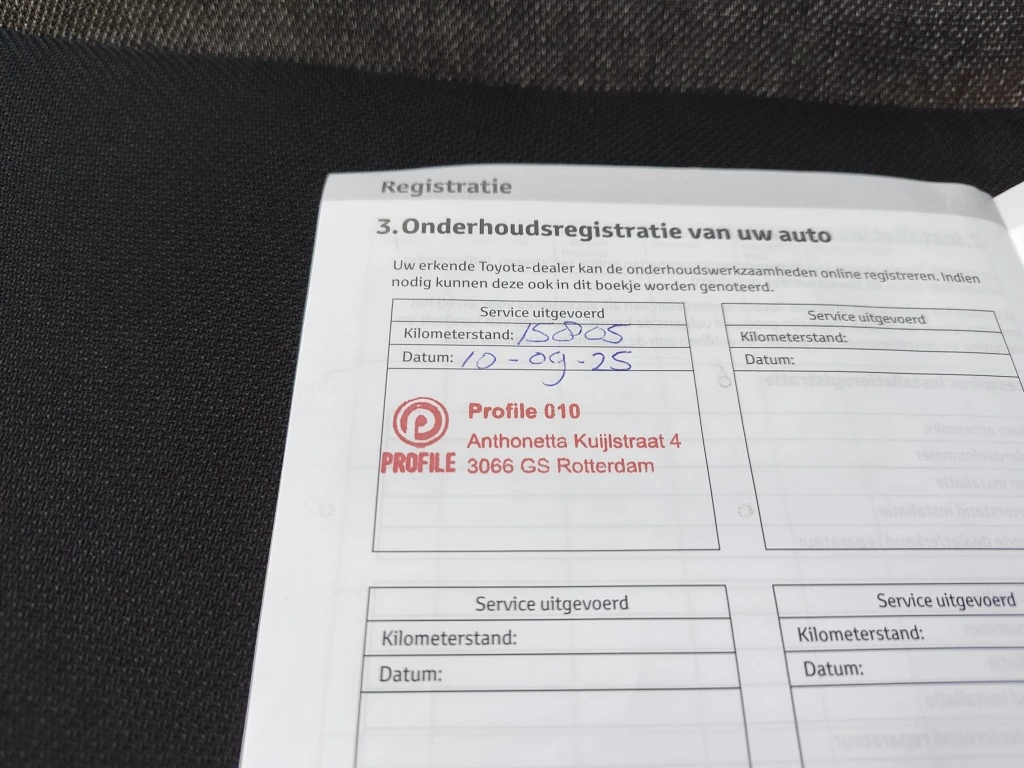 Registratie
3. Onderhoudsregistratie van uw auto
Uw erkende Toyota-dealer kan de onderhoudswerkzaamheden online registreren. Indien
nodig kunnen deze ook in dit boekje worden genoteerd.
Service uitgevoerd
Kilometerstand: 15805
Datum: 10-09-25
PROFILE
Profile 010
Anthonetta Kuijlstraat 4
3066 GS Rotterdam
Service uitgevoerd
Kilometerstand:
Datum:
Service uitgevoerd
Kilometerstand:
Datum:
Service uitgevoerd
Kilometerstand:
Datum: